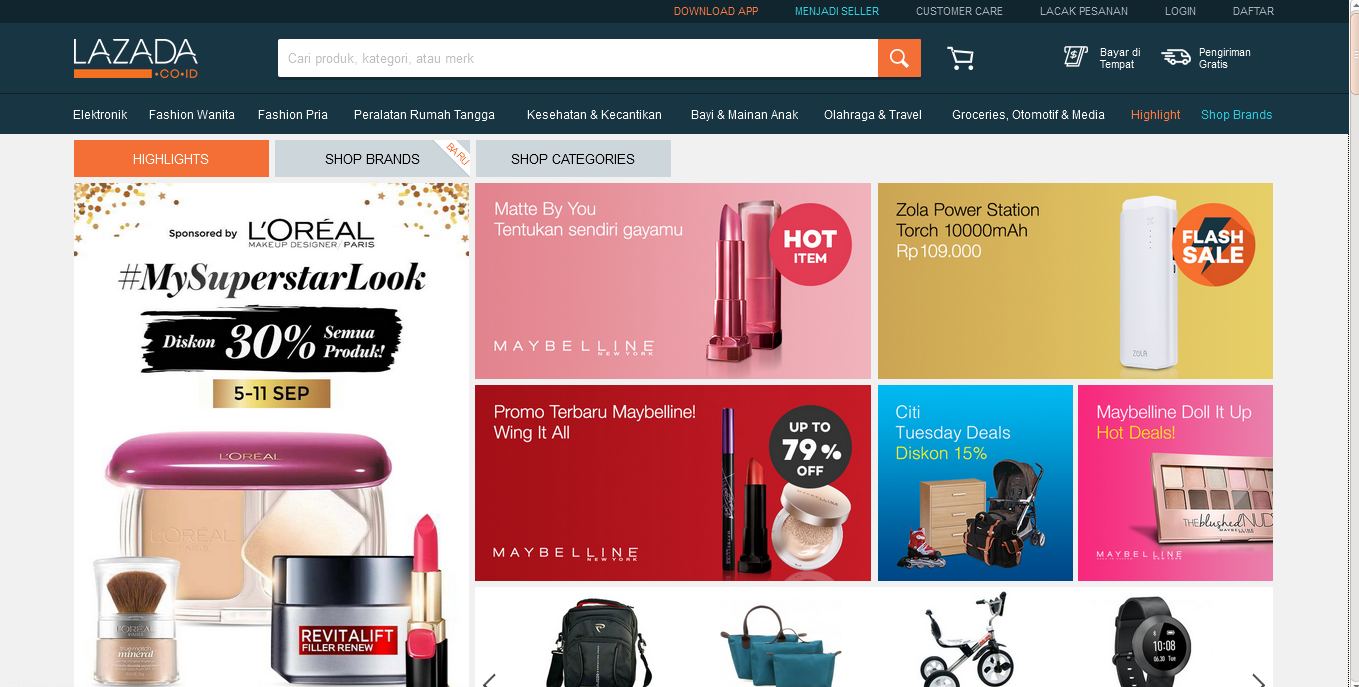 DOWNLOAD APP
MENJADI SELLER
CUSTOMER CARE
LACAK PESANAN
LOGIN
DAFTAR
LAZADA
.CO.ID
Cari produk, kategori, atau merk
Bayar di
Tempat
Pengiriman
Gratis
Elektronik
Fashion Wanita
Fashion Pria
Peralatan Rumah Tangga
Kesehatan & Kecantikan
Bayi & Mainan Anak
Olahraga & Travel
Groceries, Otomotif & Media
Highlight
Shop Brands
HIGHLIGHTS
SHOP BRANDS
BARU
SHOP CATEGORIES
Sponsored by L'ORÉAL
MAKEUP DESIGNER/PARIS
#MySuperstarLook
Diskon 30% Semua
Produk!
5-11 SEP
L'ORÉAL
L'ORÉAL
PARIS
L'ORÉAL
true match
mineral
REVITALIFT
FILLER RENEW
Matte By You
Tentukan sendiri gayamu
HOT
ITEM
MAYBELLINE
NEW YORK
Zola Power Station
Torch 10000mAh
Rp109.000
FLASH
SALE
ZOLA
Promo Terbaru Maybelline!
Wing It All
UP TO
79%
OFF
MAYBELLINE
NEW YORK
Citi
Tuesday Deals
Diskon 15%
Maybelline Doll It Up
Hot Deals!
THE blushed NUDES
MAYBELLINE
MAYBELLINE
10:08
06.30 Tue